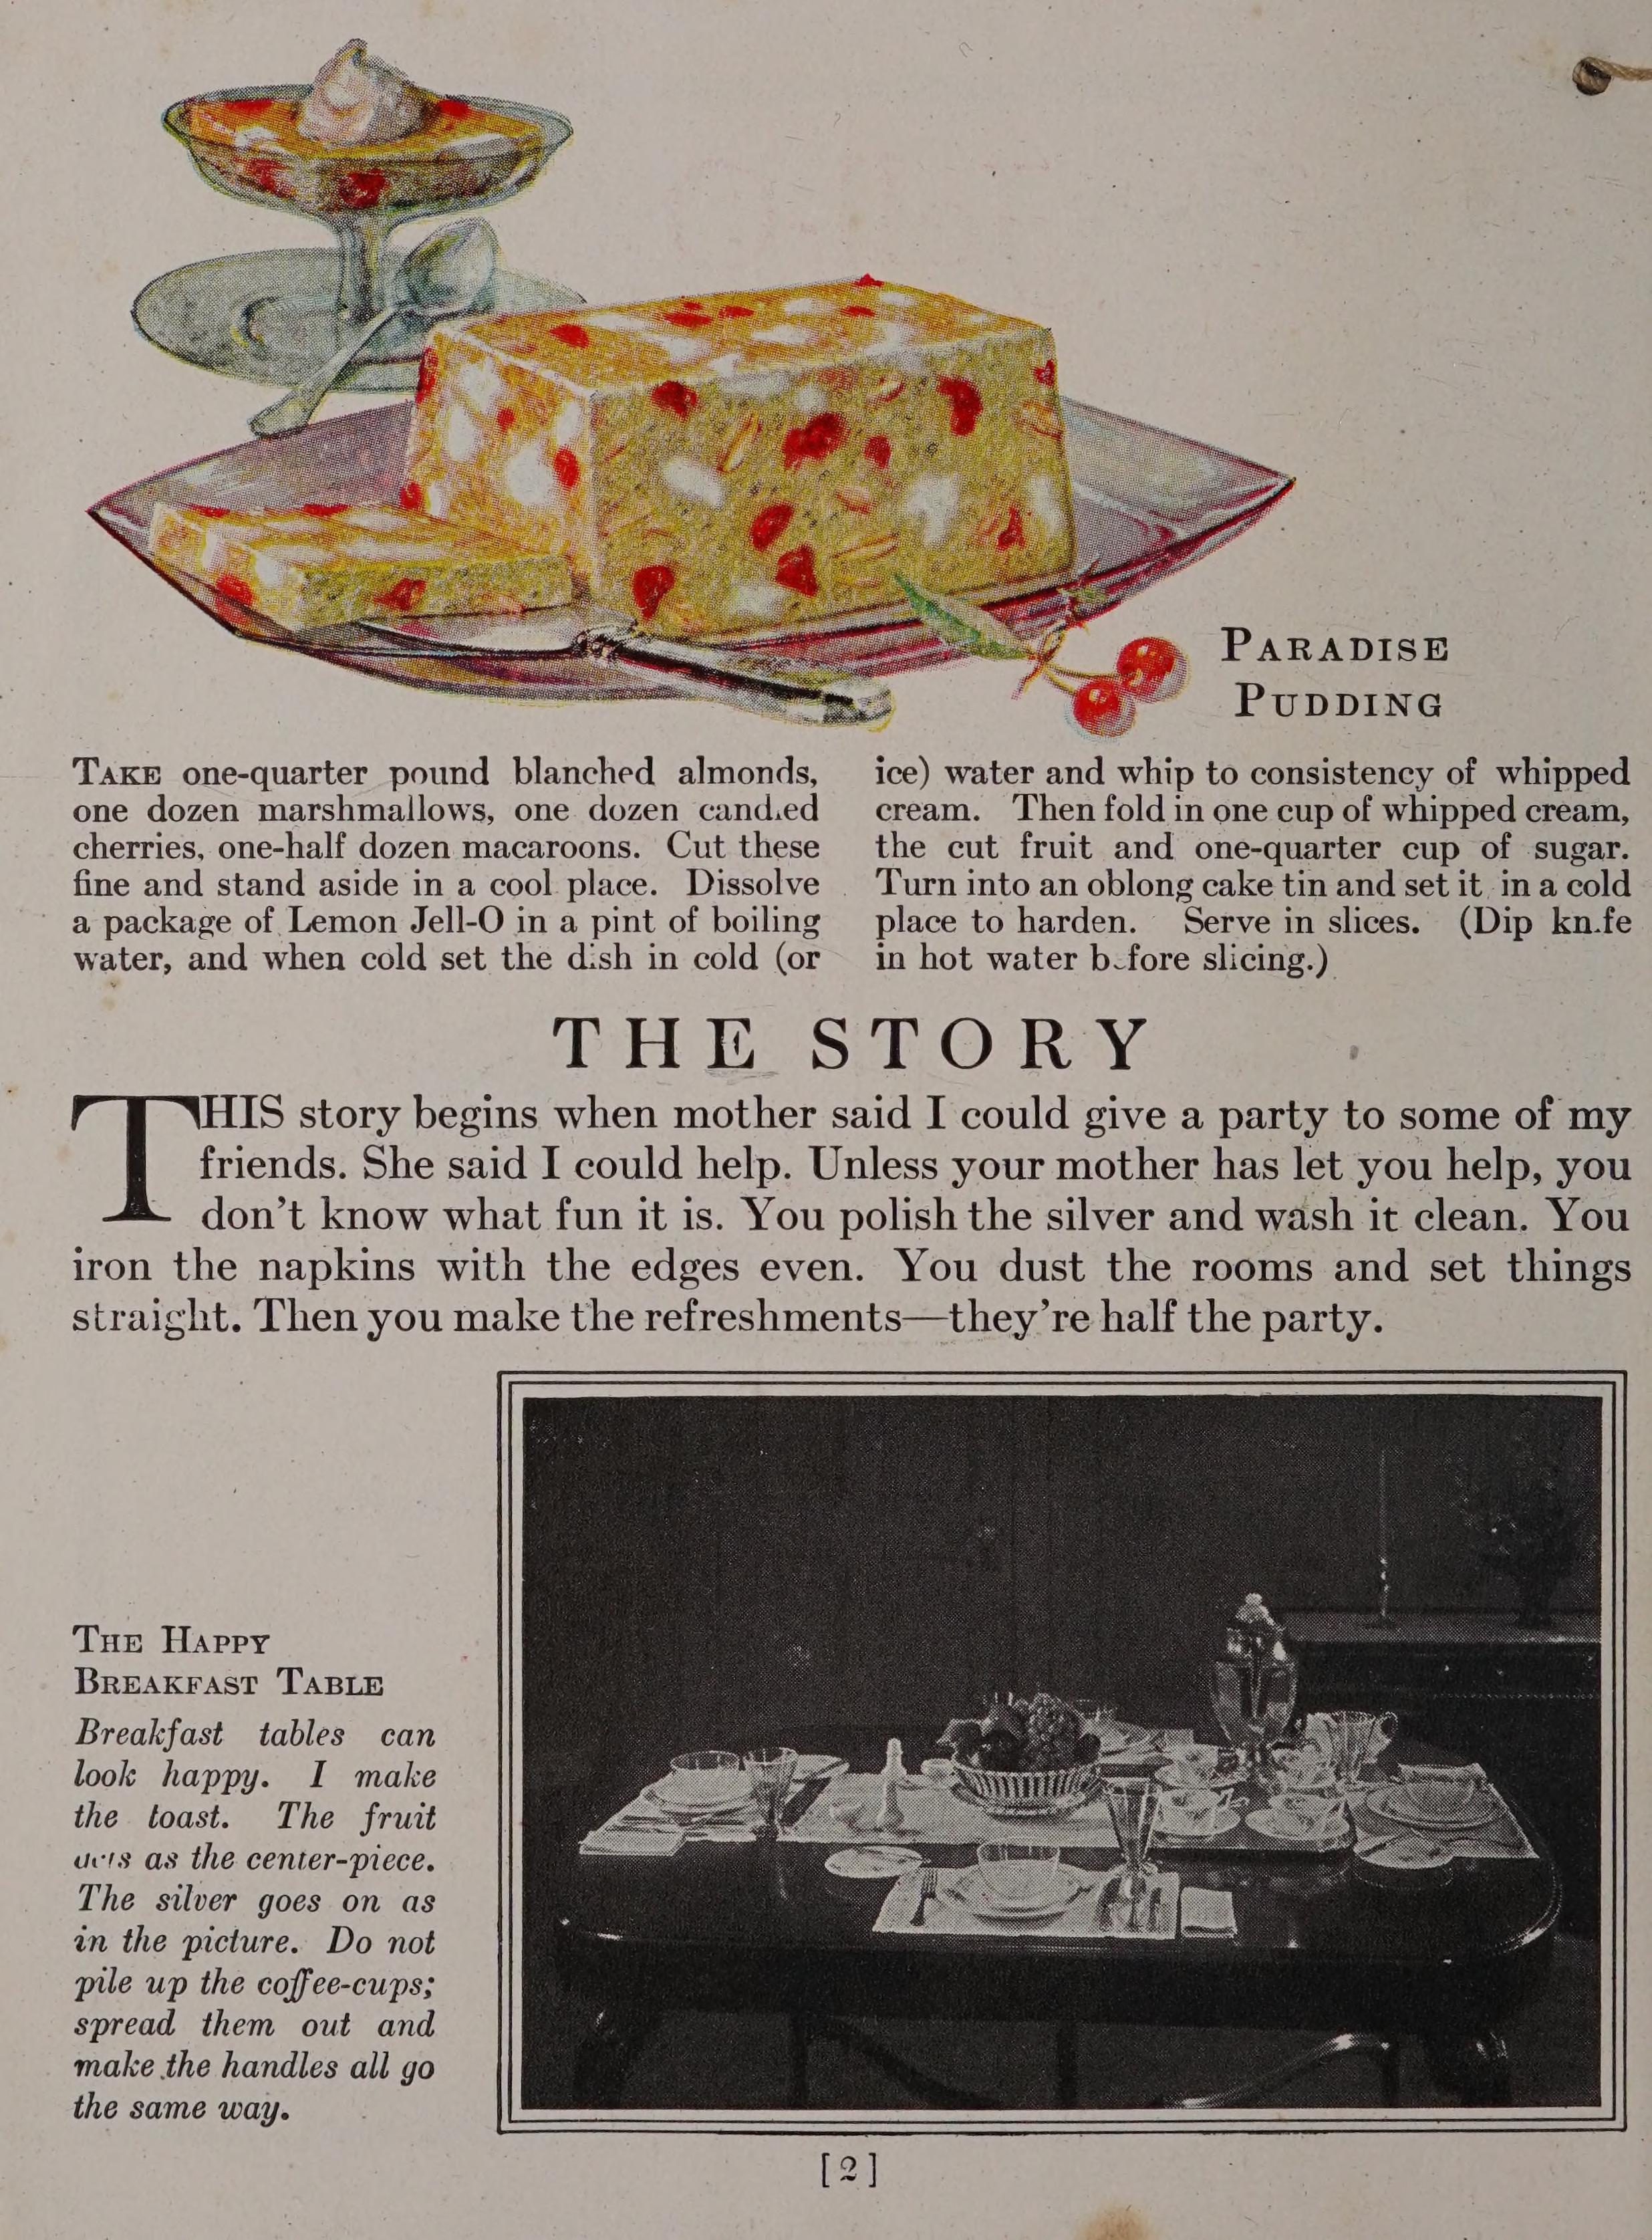 PARADISE
PUDDING
TAKE one-quarter pound blanched almonds,
one dozen marshmallows, one dozen candied
cherries, one-half dozen macaroons. Cut these
fine and stand aside in a cool place. Dissolve
a package of Lemon Jell-O in a pint of boiling
water, and when cold set the dish in cold (or
ice) water and whip to consistency of whipped
cream. Then fold in one cup of whipped cream,
the cut fruit and one-quarter cup of sugar.
Turn into an oblong cake tin and set it in a cold
place to harden. Serve in slices. (Dip knife
in hot water before slicing.)
THE STORY
THIS story begins when mother said I could give a party to some of my
friends. She said I could help. Unless your mother has let you help, you
don't know what fun it is. You polish the silver and wash it clean. You
iron the napkins with the edges even. You dust the rooms and set things
straight. Then you make the refreshments—they're half the party.
THE HAPPY
BREAKFAST TABLE
Breakfast tables can
look happy. I make
the toast. The fruit
acts as the center-piece.
The silver goes on as
in the picture. Do not
pile up the coffee-cups;
spread them out and
make the handles all go
the same way.
[2]